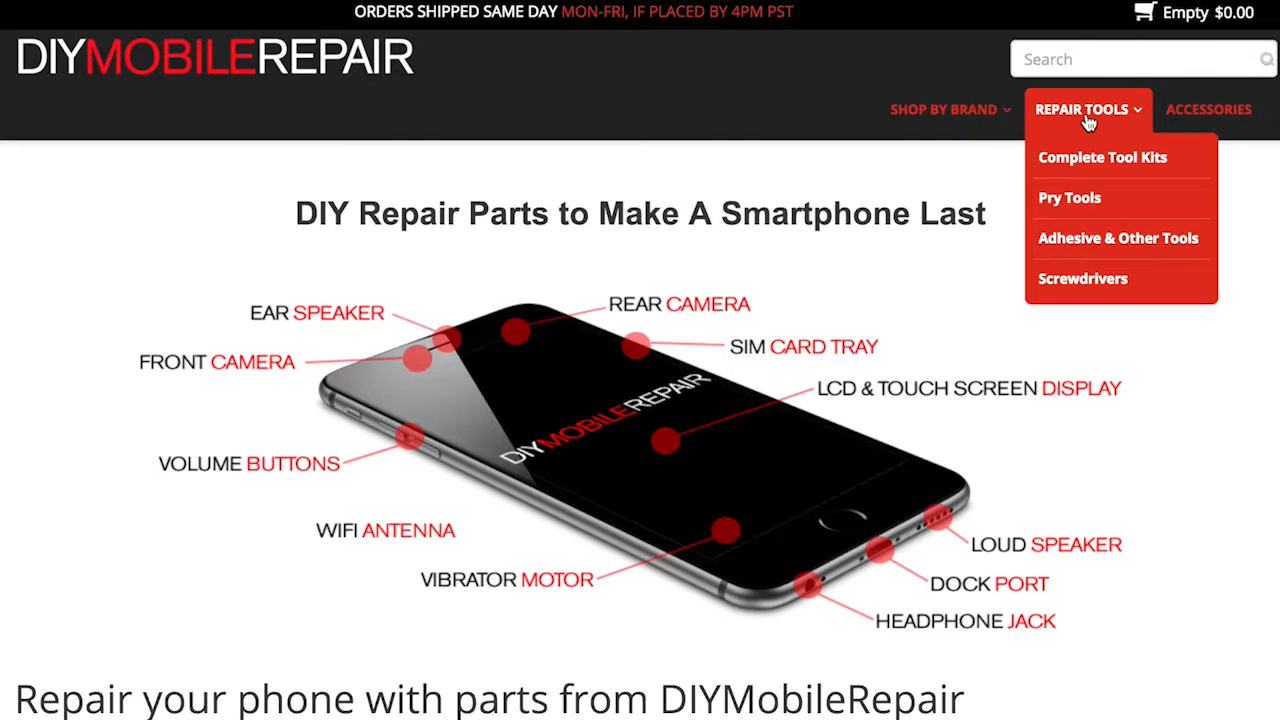 ORDERS SHIPPED SAME DAY MON-FRI, IF PLACED BY 4PM PST
Empty $0.00
DIYMOBILEREPAIR
Search
SHOP BY BRAND
REPAIR TOOLS
ACCESSORIES
Complete Tool Kits
Pry Tools
Adhesive & Other Tools
Screwdrivers
DIY Repair Parts to Make A Smartphone Last
EAR SPEAKER
REAR CAMERA
FRONT CAMERA
SIM CARD TRAY
LCD & TOUCH SCREEN DISPLAY
DIYMOBILEREPAIR
VOLUME BUTTONS
WIFI ANTENNA
LOUD SPEAKER
VIBRATOR MOTOR
DOCK PORT
HEADPHONE JACK
Repair your phone with parts from DIYMobileRepair